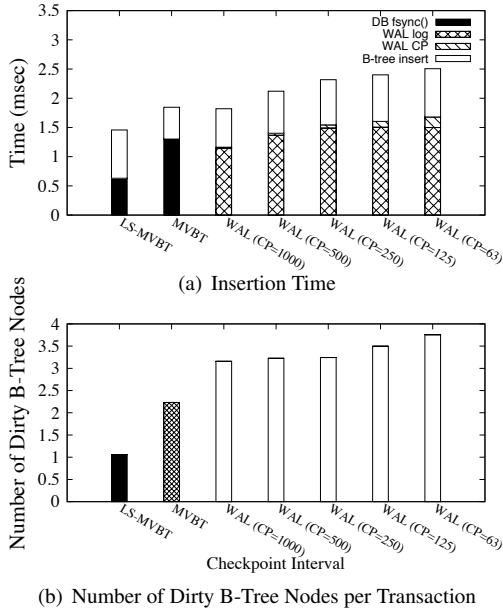 DB fsync()
WAL log
WAL CP
B-tree insert
Time (msec)
3
2.5
2
1.5
1
0.5
0
LS-MVBT
MVBT
WAL (CP=1000)
WAL (CP=500)
WAL (CP=250)
WAL (CP=125)
WAL (CP=63)
(a) Insertion Time
Number of Dirty B-Tree Nodes
4
3.5
3
2.5
2
1.5
1
0.5
0
LS-MVBT
MVBT
WAL (CP=1000)
WAL (CP=500)
WAL (CP=250)
WAL (CP=125)
WAL (CP=63)
Checkpoint Interval
(b) Number of Dirty B-Tree Nodes per Transaction